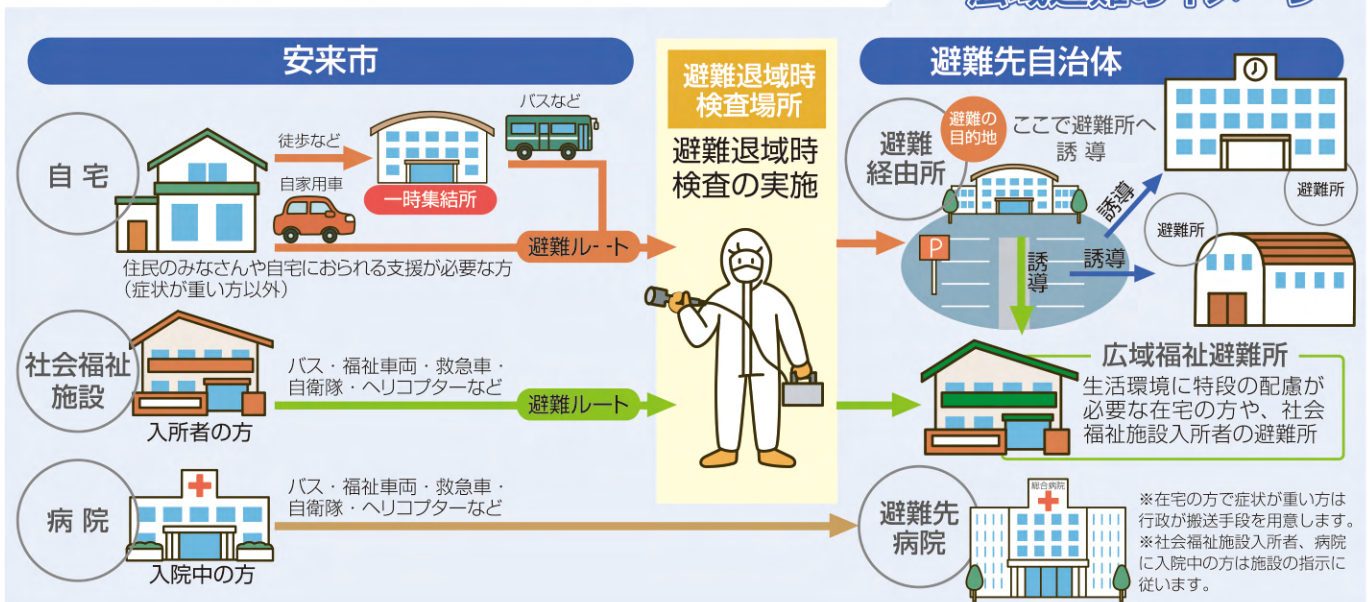 広域避難のイメージ
安来市
避難退域時
検査場所
避難先自治体
自宅
徒歩など
バスなど
一時集結所
自家用車
避難ルート
住民のみなさんや自宅におられる支援が必要な方
（症状が重い方以外）
避難退域時
検査の実施
避難
経由所
避難の
目的地
ここで避難所へ
誘導
P
誘導
避難所
避難所
誘導
誘導
社会福祉
施設
入所者の方
バス・福祉車両・救急車・
自衛隊・ヘリコプターなど
避難ルート
広域福祉避難所
生活環境に特段の配慮が
必要な在宅の方や、社会
福祉施設入所者の避難所
病院
入院中の方
バス・福祉車両・救急車・
自衛隊・ヘリコプターなど
避難先
病院
総合病院
※在宅の方で症状が重い方は
行政が搬送手段を用意します。
※社会福祉施設入所者、病院
に入院中の方は施設の指示に
従います。